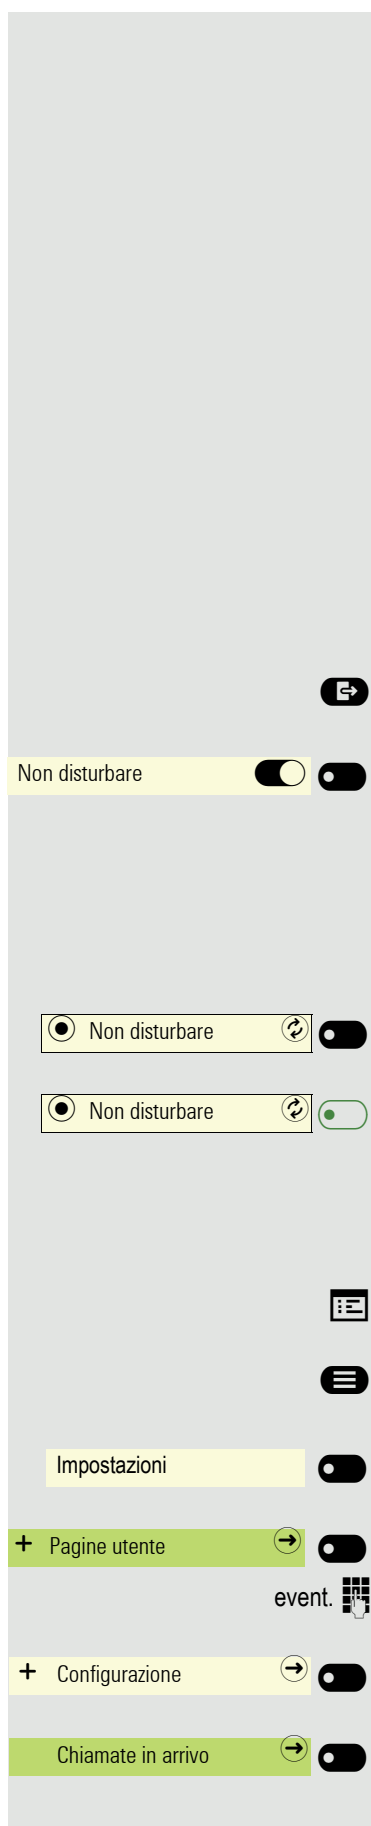 Non disturbare
Non disturbare
Non disturbare
Impostazioni
+ Pagine utente
event.
+ Configurazione
Chiamate in arrivo